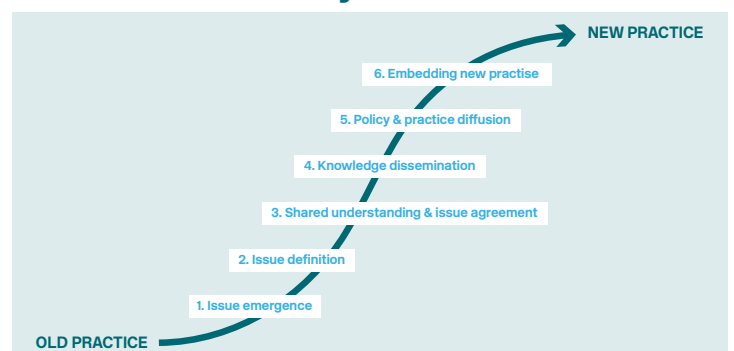 NEW PRACTICE
6. Embedding new practise
5. Policy & practice diffusion
4. Knowledge dissemination
3. Shared understanding & issue agreement
2. Issue definition
1. Issue emergence
OLD PRACTICE